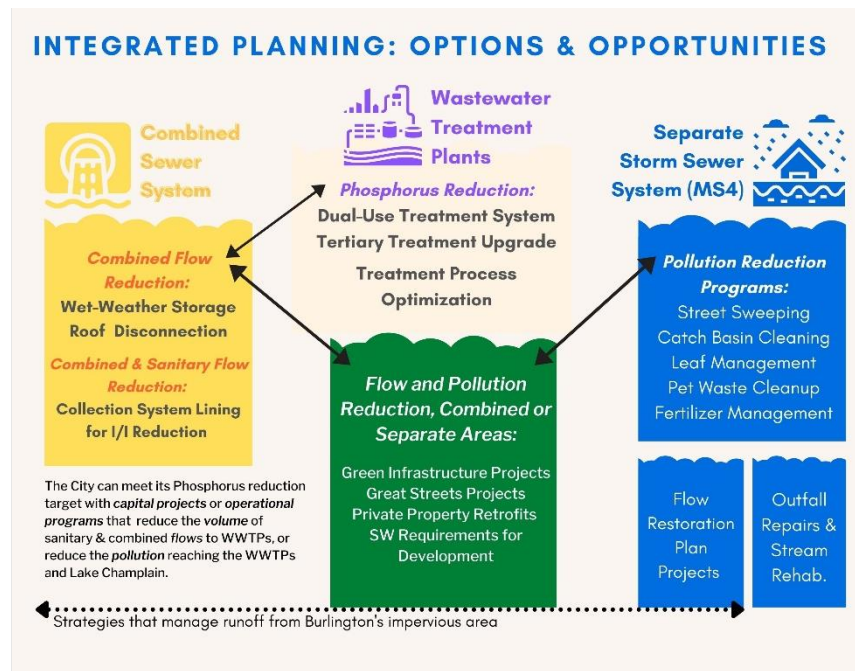 INTEGRATED PLANNING: OPTIONS & OPPORTUNITIES
Combined
Sewer
System
Combined Flow
Reduction:
Wet-Weather Storage
Roof Disconnection
Combined & Sanitary Flow
Reduction:
Collection System Lining
for I/I Reduction
Wastewater
Treatment
Plants
Phosphorus Reduction:
Dual-Use Treatment System
Tertiary Treatment Upgrade
Treatment Process
Optimization
Flow and Pollution
Reduction, Combined or
Separate Areas:
Green Infrastructure Projects
Great Streets Projects
Private Property Retrofits
SW Requirements for
Development
Separate
Storm Sewer
System (MS4)
Pollution Reduction
Programs:
Street Sweeping
Catch Basin Cleaning
Leaf Management
Pet Waste Cleanup
Fertilizer Management
Flow
Restoration
Plan
Projects
Outfall
Repairs &
Stream
Rehab.
The City can meet its Phosphorus reduction
target with capital projects or operational
programs that reduce the volume of
sanitary & combined flows to WWTPs, or
reduce the pollution reaching the WWTPs
and Lake Champlain.
Strategies that manage runoff from Burlington's impervious area